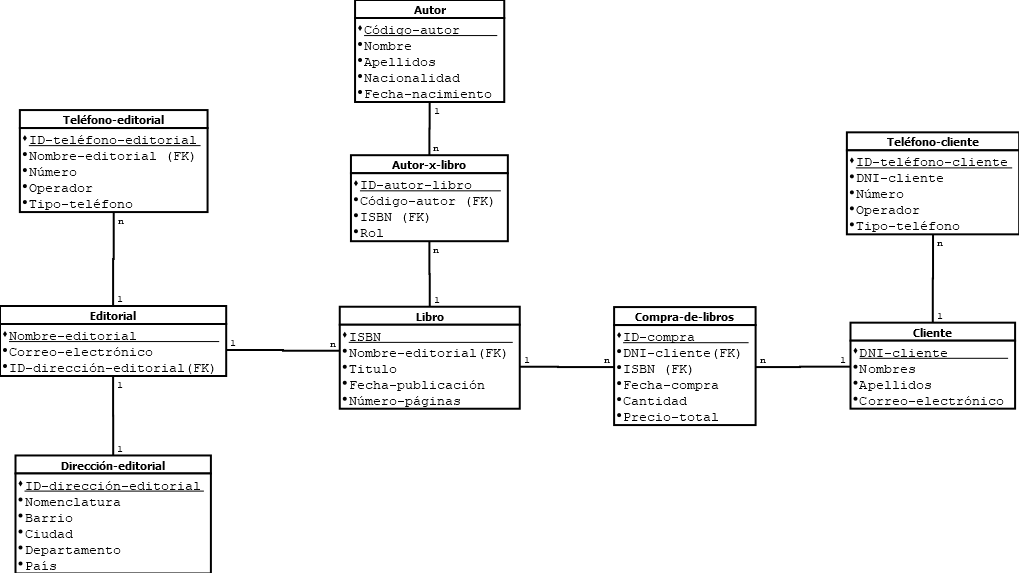 Autor
Código-autor
Nombre
Apellidos
Nacionalidad
Fecha-nacimiento
1
n
Teléfono-editorial
ID-teléfono-editorial
Nombre-editorial (FK)
Número
Operador
Tipo-teléfono
n
1
Autor-x-libro
ID-autor-libro
Código-autor (FK)
ISBN (FK)
Rol
n
1
Teléfono-cliente
ID-teléfono-cliente
DNI-cliente
Número
Operador
Tipo-teléfono
n
1
Editorial
Nombre-editorial
Correo-electrónico
ID-dirección-editorial(FK)
1
n
Libro
ISBN
Nombre-editorial(FK)
Titulo
Fecha-publicación
Número-páginas
1
n
Compra-de-libros
ID-compra
DNI-cliente(FK)
ISBN (FK)
Fecha-compra
Cantidad
Precio-total
n
1
Cliente
DNI-cliente
Nombres
Apellidos
Correo-electrónico
1
1
Dirección-editorial
ID-dirección-editorial
Nomenclatura
Barrio
Ciudad
Departamento
País